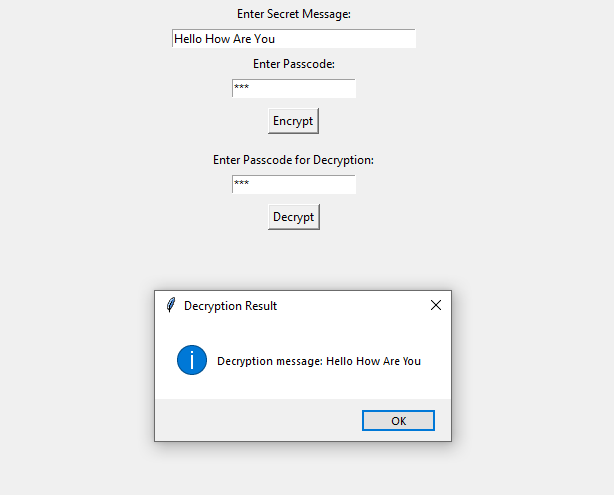 Enter Secret Message:
Hello How Are You
Enter Passcode:
***
Encrypt
Enter Passcode for Decryption:
***
Decrypt
Decryption Result
Decryption message: Hello How Are You
OK